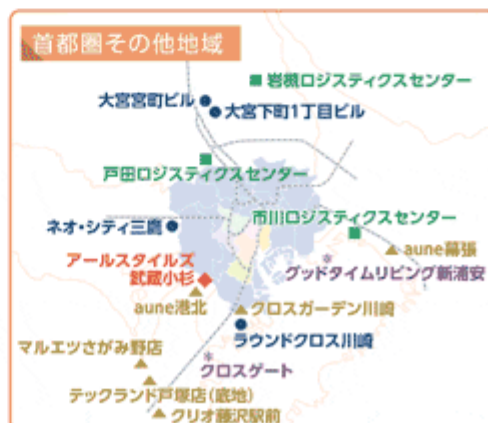 首都圏その他地域
岩槻ロジスティクスセンター
大宮宮町ビル
大宮下町1丁目ビル
戸田ロジスティクスセンター
市川ロジスティクスセンター
ネオ・シティ三鷹
aune幕張
アールスタイルズ
武蔵小杉
グッドタイムリビング新浦安
aune港北
クロスガーデン川崎
ラウンドクロス川崎
マルエツさがみ野店
クロスゲート
テックランド戸塚店(底地)
クリオ藤沢駅前